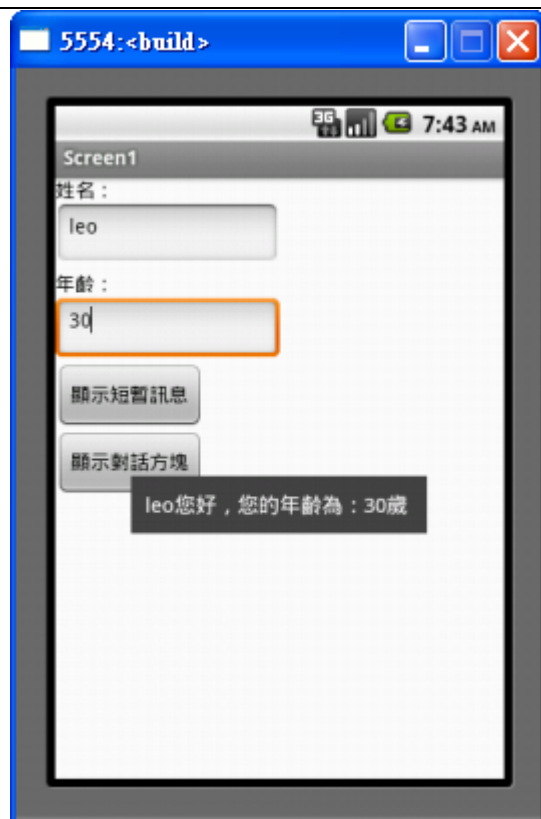 5554:<build>
3G 7:43 AM
Screen1
姓名：
leo
年齡：
30
顯示短暫訊息
顯示對話方塊
leo您好，您的年齡為：30歲